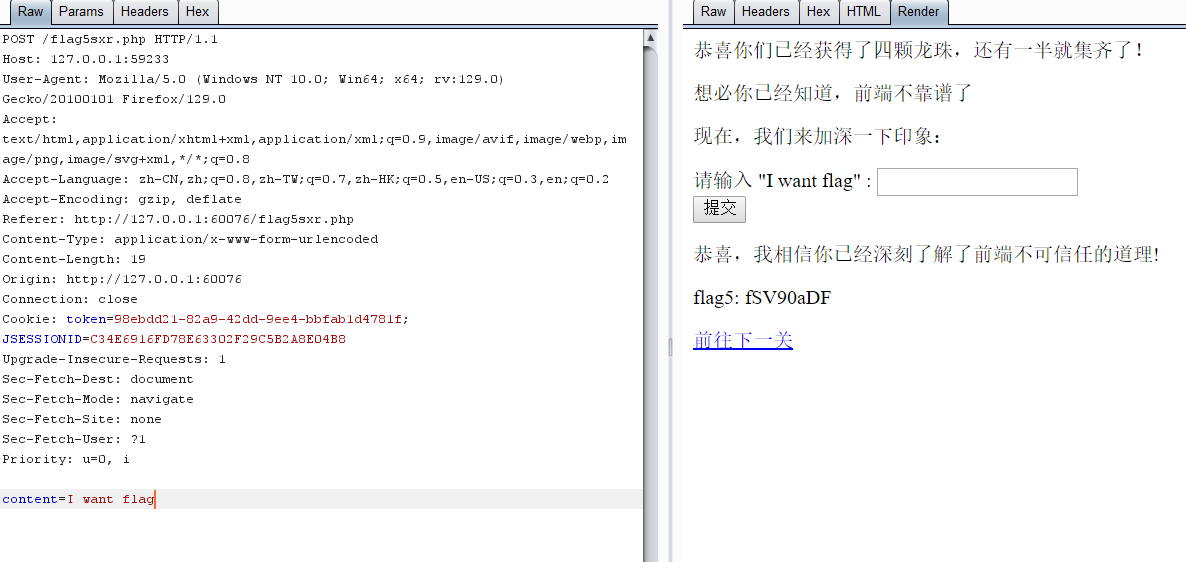 Raw Params Headers Hex
POST /flag5sxr.php HTTP/1.1
Host: 127.0.0.1:59233
User-Agent: Mozilla/5.0 (Windows NT 10.0; Win64; x64; rv:129.0)
Gecko/20100101 Firefox/129.0
Accept:
text/html,application/xhtml+xml,application/xml;q=0.9,image/avif,image/webp,im
age/png,image/svg+xml,*/*;q=0.8
Accept-Language: zh-CN,zh;q=0.8,zh-TW;q=0.7,zh-HK;q=0.5,en-US;q=0.3,en;q=0.2
Accept-Encoding: gzip, deflate
Referer: http://127.0.0.1:60076/flag5sxr.php
Content-Type: application/x-www-form-urlencoded
Content-Length: 19
Origin: http://127.0.0.1:60076
Connection: close
Cookie: token=98ebdd21-82a9-42dd-9ee4-bbfab1d4781f;
JSESSIONID=C34E6916FD78E63302F29C5B2A8E04B8
Upgrade-Insecure-Requests: 1
Sec-Fetch-Dest: document
Sec-Fetch-Mode: navigate
Sec-Fetch-Site: none
Sec-Fetch-User: ?1
Priority: u=0, i
content=I want flag
Raw Headers Hex HTML Render
恭喜你们已经获得了四颗龙珠，还有一半就集齐了！
想必你已经知道，前端不靠谱了
现在，我们来加深一下印象：
请输入 "I want flag" :
提交
恭喜，我相信你已经深刻了解了前端不可信任的道理!
flag5: fSV90aDF
前往下一关